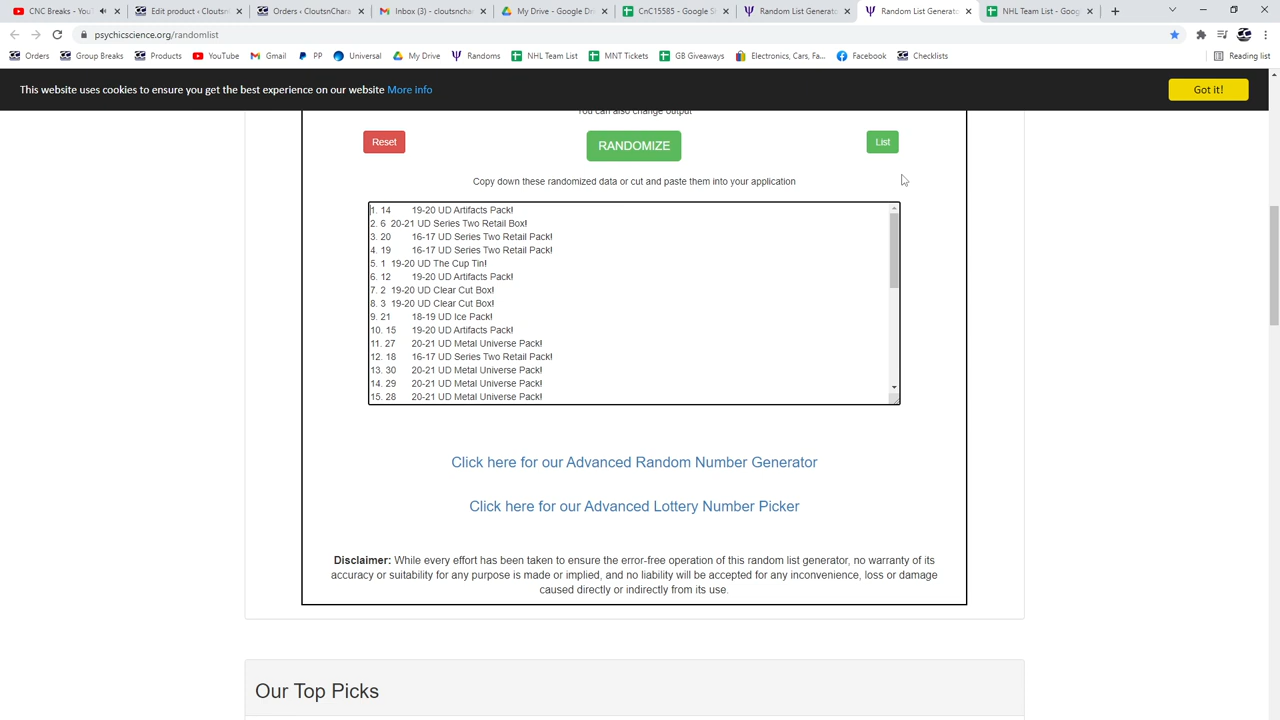 CNC Breaks - You
Edit product ‹ Cloutsn
Orders ‹ CloutsnChara
Inbox (3) - cloutsnchar
My Drive - Google Dri
CnC15585 - Google Sh
Random List Generato
Random List Generato
NHL Team List - Goog
psychicscience.org/randomlist
Orders
Group Breaks
Products
YouTube
Gmail
PP
Universal
My Drive
Randoms
NHL Team List
MNT Tickets
GB Giveaways
Electronics, Cars, Fa...
Facebook
Checklists
Reading list
This website uses cookies to ensure you get the best experience on our website More info
Got it!
You can also change output
Reset
RANDOMIZE
List
Copy down these randomized data or cut and paste them into your application
1. 14 19-20 UD Artifacts Pack!
2. 6 20-21 UD Series Two Retail Box!
3. 20 16-17 UD Series Two Retail Pack!
4. 19 16-17 UD Series Two Retail Pack!
5. 1 19-20 UD The Cup Tin!
6. 12 19-20 UD Artifacts Pack!
7. 2 19-20 UD Clear Cut Box!
8. 3 19-20 UD Clear Cut Box!
9. 21 18-19 UD Ice Pack!
10. 15 19-20 UD Artifacts Pack!
11. 27 20-21 UD Metal Universe Pack!
12. 18 16-17 UD Series Two Retail Pack!
13. 30 20-21 UD Metal Universe Pack!
14. 29 20-21 UD Metal Universe Pack!
15. 28 20-21 UD Metal Universe Pack!
Click here for our Advanced Random Number Generator
Click here for our Advanced Lottery Number Picker
Disclaimer: While every effort has been taken to ensure the error-free operation of this random list generator, no warranty of its
accuracy or suitability for any purpose is made or implied, and no liability will be accepted for any inconvenience, loss or damage
caused directly or indirectly from its use.
Our Top Picks